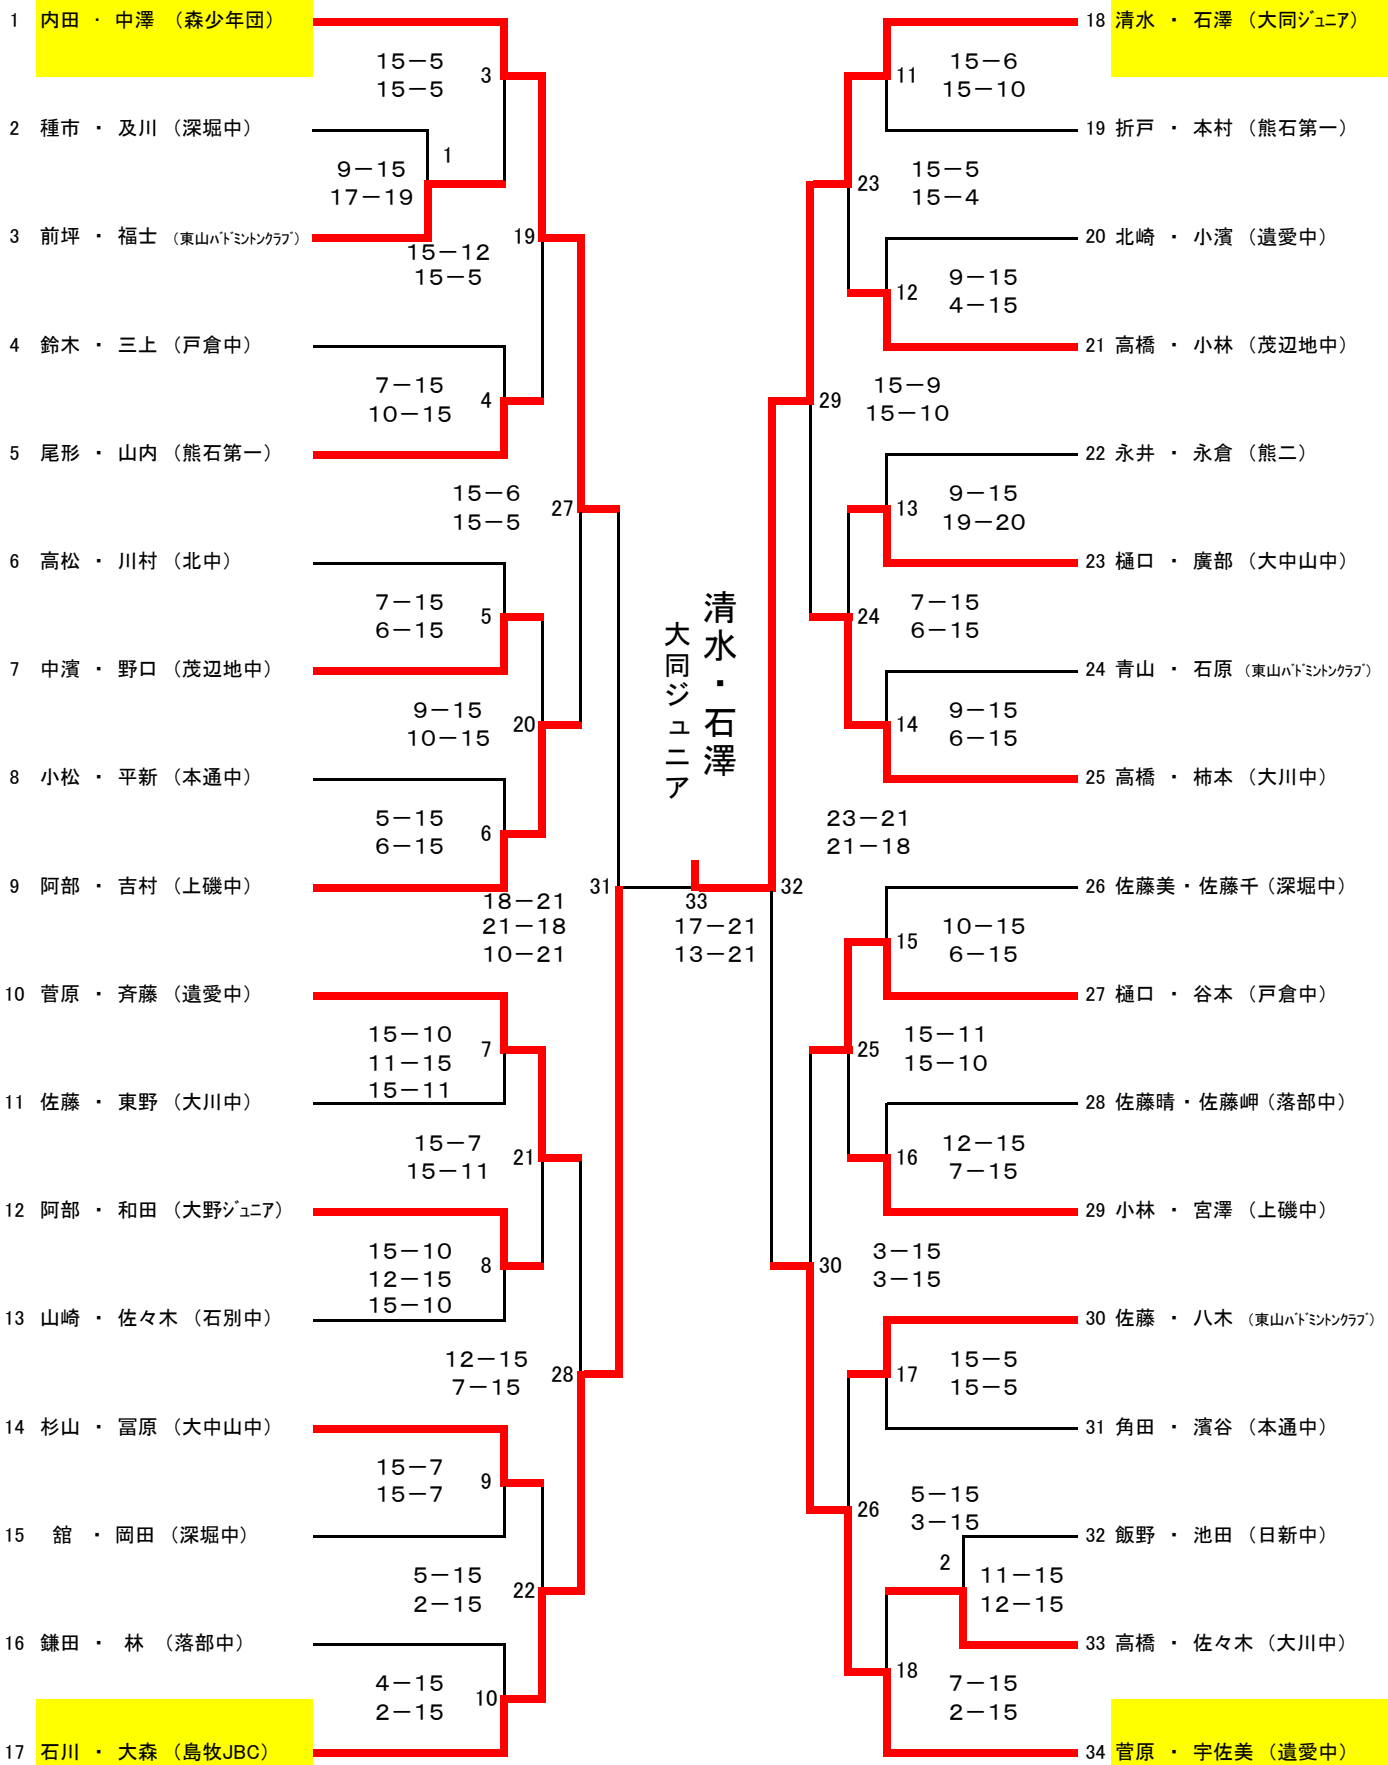 1 内田 ・ 中澤 (森少年団)
15－5
15－5
3
2 種市 ・ 及川 (深堀中)
1
9－15
17－19
3 前坪 ・ 福士 (東山ﾊﾞﾄﾞﾐﾝﾄﾝｸﾗﾌﾞ)
19
15－12
15－5
4 鈴木 ・ 三上 (戸倉中)
7－15
10－15
4
5 尾形 ・ 山内 (熊石第一)
15－6
15－5
27
6 高松 ・ 川村 (北中)
7－15
6－15
5
7 中濱 ・ 野口 (茂辺地中)
9－15
10－15
20
8 小松 ・ 平新 (本通中)
5－15
6－15
6
9 阿部 ・ 吉村 (上磯中)
31
18－21
21－18
10－21
10 菅原 ・ 斉藤 (遺愛中)
15－10
11－15
15－11
7
11 佐藤 ・ 東野 (大川中)
15－7
15－11
21
12 阿部 ・ 和田 (大野ｼﾞｭﾆｱ)
15－10
12－15
15－10
8
13 山崎 ・ 佐々木 (石別中)
12－15
7－15
28
14 杉山 ・ 冨原 (大中山中)
15－7
15－7
9
15 舘 ・ 岡田 (深堀中)
5－15
2－15
22
16 鎌田 ・ 林 (落部中)
4－15
2－15
10
17 石川 ・ 大森 (島牧JBC)
清水・石澤
大同ジュニア
33
17－21
13－21
18 清水 ・ 石澤 (大同ｼﾞｭﾆｱ)
11
15－6
15－10
19 折戸 ・ 本村 (熊石第一)
23
15－5
15－4
20 北崎 ・ 小濱 (遺愛中)
12
9－15
4－15
21 高橋 ・ 小林 (茂辺地中)
29
15－9
15－10
22 永井 ・ 永倉 (熊二)
13
9－15
19－20
23 樋口 ・ 廣部 (大中山中)
24
7－15
6－15
24 青山 ・ 石原 (東山ﾊﾞﾄﾞﾐﾝﾄﾝｸﾗﾌﾞ)
14
9－15
6－15
25 高橋 ・ 柿本 (大川中)
23－21
21－18
32
26 佐藤美・佐藤千 (深堀中)
15
10－15
6－15
27 樋口 ・ 谷本 (戸倉中)
25
15－11
15－10
28 佐藤晴・佐藤岬 (落部中)
16
12－15
7－15
29 小林 ・ 宮澤 (上磯中)
30
3－15
3－15
30 佐藤 ・ 八木 (東山ﾊﾞﾄﾞﾐﾝﾄﾝｸﾗﾌﾞ)
17
15－5
15－5
31 角田 ・ 濱谷 (本通中)
26
5－15
3－15
32 飯野 ・ 池田 (日新中)
2
11－15
12－15
33 高橋 ・ 佐々木 (大川中)
18
7－15
2－15
34 菅原 ・ 宇佐美 (遺愛中)